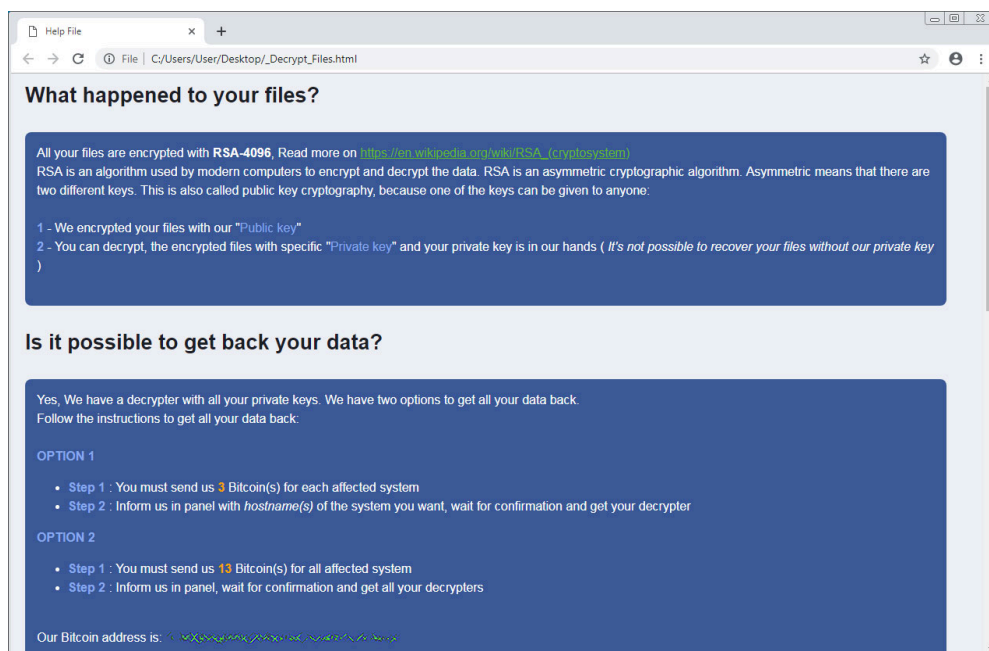 Help File
File | C:/Users/User/Desktop/_Decrypt_Files.html
What happened to your files?
All your files are encrypted with RSA-4096, Read more on https://en.wikipedia.org/wiki/RSA_(cryptosystem)
RSA is an algorithm used by modern computers to encrypt and decrypt the data. RSA is an asymmetric cryptographic algorithm. Asymmetric means that there are
two different keys. This is also called public key cryptography, because one of the keys can be given to anyone:
1 - We encrypted your files with our "Public key"
2 - You can decrypt, the encrypted files with specific "Private key" and your private key is in our hands ( It's not possible to recover your files without our private key
)
Is it possible to get back your data?
Yes, We have a decrypter with all your private keys. We have two options to get all your data back.
Follow the instructions to get all your data back:
OPTION 1
• Step 1 : You must send us 3 Bitcoin(s) for each affected system
• Step 2 : Inform us in panel with hostname(s) of the system you want, wait for confirmation and get your decrypter
OPTION 2
• Step 1 : You must send us 13 Bitcoin(s) for all affected system
• Step 2 : Inform us in panel, wait for confirmation and get all your decrypters
Our Bitcoin address is: